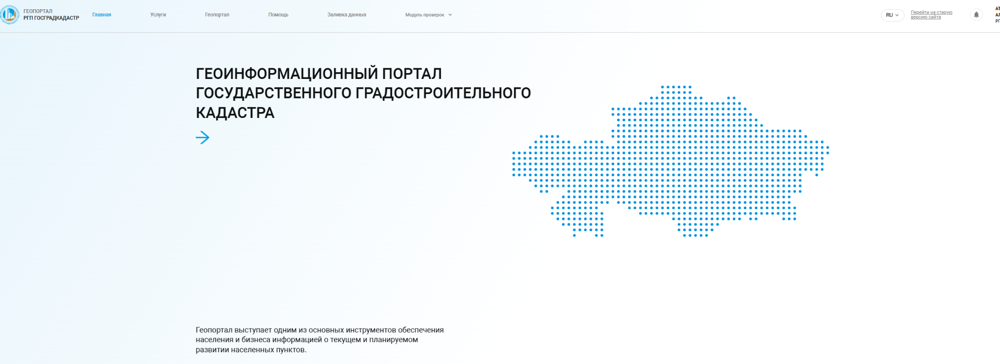 ГЕОПОРТАЛ
РГП ГОСГРАДКАДАСТР
Главная
Услуги
Геопортал
Помощь
Заливка данных
Модуль проверок
RU
Перейти на старую
версию сайта
ГЕОИНФОРМАЦИОННЫЙ ПОРТАЛ
ГОСУДАРСТВЕННОГО ГРАДОСТРОИТЕЛЬНОГО
КАДАСТРА
Геопортал выступает одним из основных инструментов обеспечения
населения и бизнеса информацией о текущем и планируемом
развитии населенных пунктов.